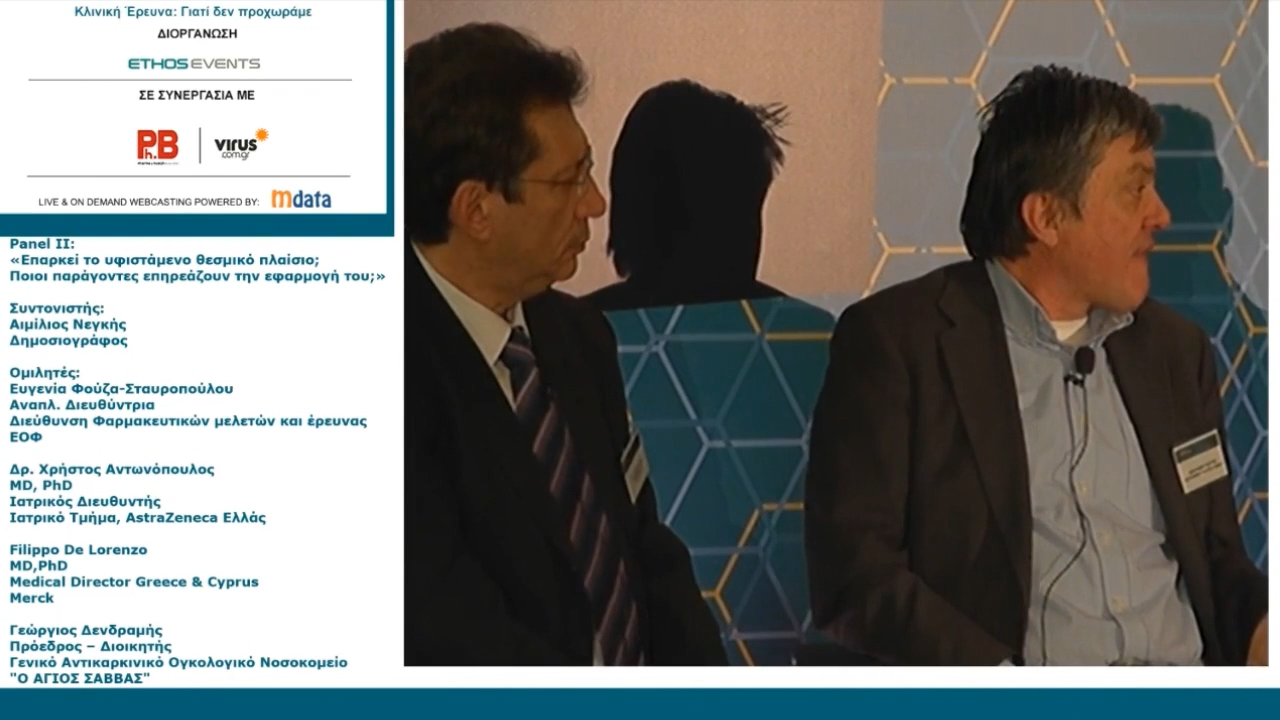 Κλινική Έρευνα: Γιατί δεν προχωράμε
ΔΙΟΡΓΑΝΩΣΗ
ETHOS EVENTS
ΣΕ ΣΥΝΕΡΓΑΣΙΑ ΜΕ
Ph.B
VIRUS
com.gr
LIVE & ON DEMAND WEBCASTING POWERED BY: mdata
Panel II:
«Επαρκεί το υφιστάμενο θεσμικό πλαίσιο;
Ποιοι παράγοντες επηρεάζουν την εφαρμογή του;»
Συντονιστής:
Αιμίλιος Νεγκής
Δημοσιογράφος
Ομιλητές:
Ευγενία Φούζα-Σταυροπούλου
Αναπλ. Διευθύντρια
Διεύθυνση Φαρμακευτικών μελετών και έρευνας
ΕΟΦ
Δρ. Χρήστος Αντωνόπουλος
MD, PhD
Ιατρικός Διευθυντής
Ιατρικό Τμήμα, AstraZeneca Ελλάς
Filippo De Lorenzo
MD,PhD
Medical Director Greece & Cyprus
Merck
Γεώργιος Δενδραμής
Πρόεδρος – Διοικητής
Γενικό Αντικαρκινικό Ογκολογικό Νοσοκομείο
"Ο ΑΓΙΟΣ ΣΑΒΒΑΣ"